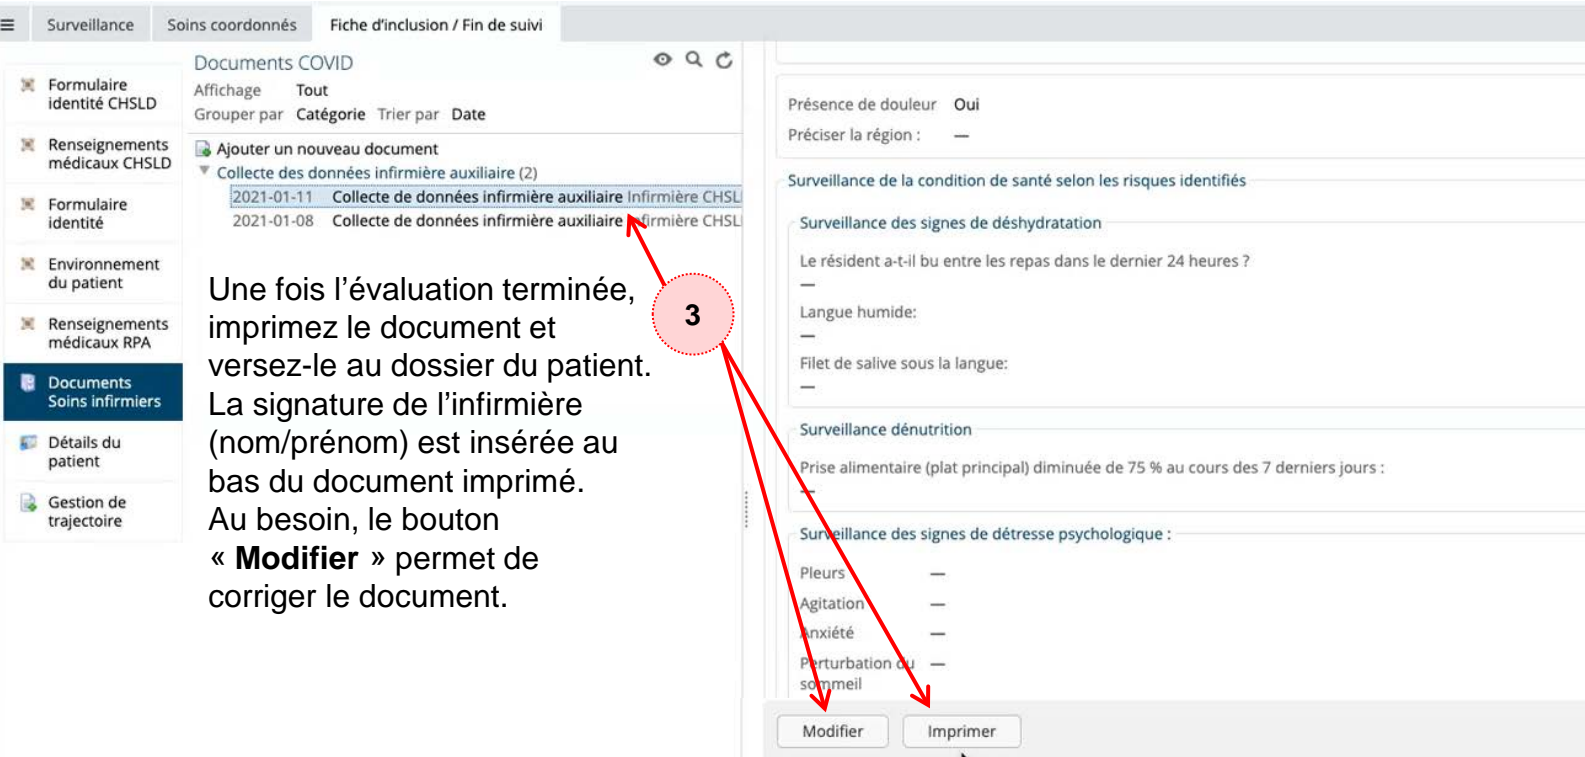 Surveillance Soins coordonnés Fiche d'inclusion / Fin de suivi
Formulaire
identité CHSLD
Renseignements
médicaux CHSLD
Formulaire
identité
Environnement
du patient
Renseignements
médicaux RPA
Documents
Soins infirmiers
Détails du
patient
Gestion de
trajectoire
Documents COVID
Affichage Tout
Grouper par Catégorie Trier par Date
Ajouter un nouveau document
Collecte des données infirmière auxiliaire (2)
2021-01-11 Collecte de données infirmière auxiliaire Infirmière CHSL
2021-01-08 Collecte de données infirmière auxiliaire Infirmière CHSL
Une fois l'évaluation terminée,
imprimez le document et
versez-le au dossier du patient.
La signature de l'infirmière
(nom/prénom) est insérée au
bas du document imprimé.
Au besoin, le bouton
« Modifier » permet de
corriger le document.
3
Présence de douleur Oui
Préciser la région : —
Surveillance de la condition de santé selon les risques identifiés
Surveillance des signes de déshydratation
Le résident a-t-il bu entre les repas dans le dernier 24 heures ?
—
Langue humide:
—
Filet de salive sous la langue:
—
Surveillance dénutrition
Prise alimentaire (plat principal) diminuée de 75 % au cours des 7 derniers jours :
—
Surveillance des signes de détresse psychologique :
Pleurs —
Agitation —
Anxiété —
Perturbation du —
sommeil
Modifier Imprimer